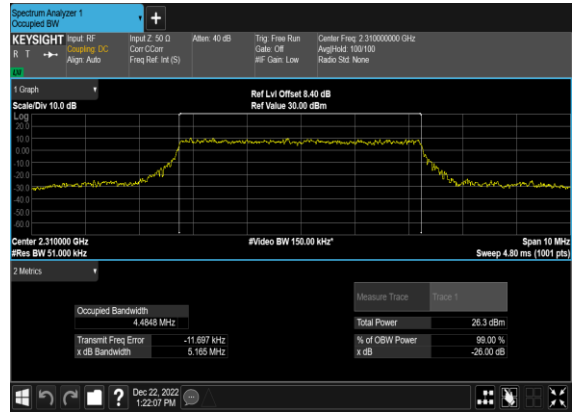 Spectrum Analyzer 1
Occupied BW
+
KEYSIGHT Input: RF Input Z: 50 Ω Atten: 40 dB Trig: Free Run Center Freq: 2.310000000 GHz
R T Coupling: DC Corr CCorr Gate: Off Avg|Hold: 100/100
Align: Auto Freq Ref: Int (S) #IF Gain: Low Radio Std: None
LW
1 Graph
Ref Lvl Offset 8.40 dB
Scale/Div 10.0 dB Ref Value 30.00 dBm
Log
20.0
10.0
0.00
-10.0
-20.0
-30.0
-40.0
-50.0
-60.0
Center 2.310000 GHz #Video BW 150.00 kHz* Span 10 MHz
#Res BW 51.000 kHz Sweep 4.80 ms (1001 pts)
2 Metrics
Measure Trace Trace 1
Occupied Bandwidth
4.4848 MHz Total Power 26.3 dBm
Transmit Freq Error -11.697 kHz % of OBW Power 99.00 %
x dB Bandwidth 5.165 MHz x dB -26.00 dB
? Dec 22, 2022
1:22:07 PM